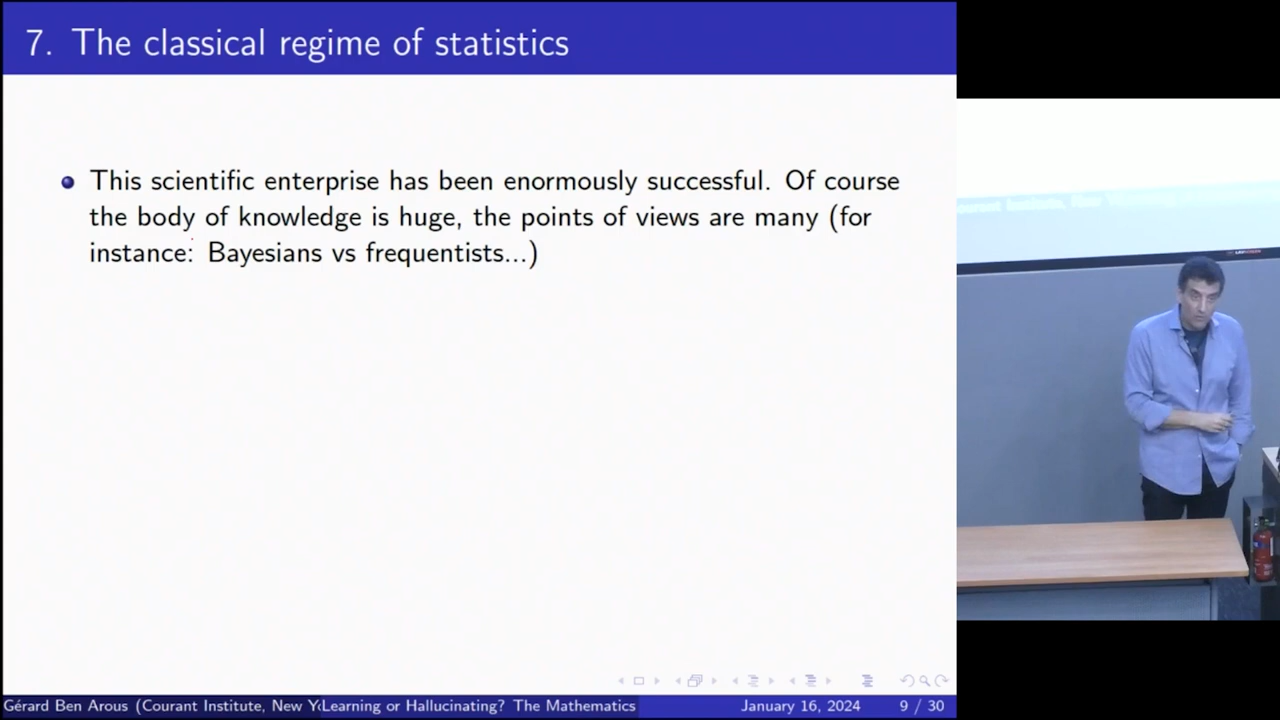 7. The classical regime of statistics
This scientific enterprise has been enormously successful. Of course
the body of knowledge is huge, the points of views are many (for
instance: Bayesians vs frequentists...)
Gérard Ben Arous (Courant Institute, New Y
Learning or Hallucinating? The Mathematics
January 16, 2024
9 / 30